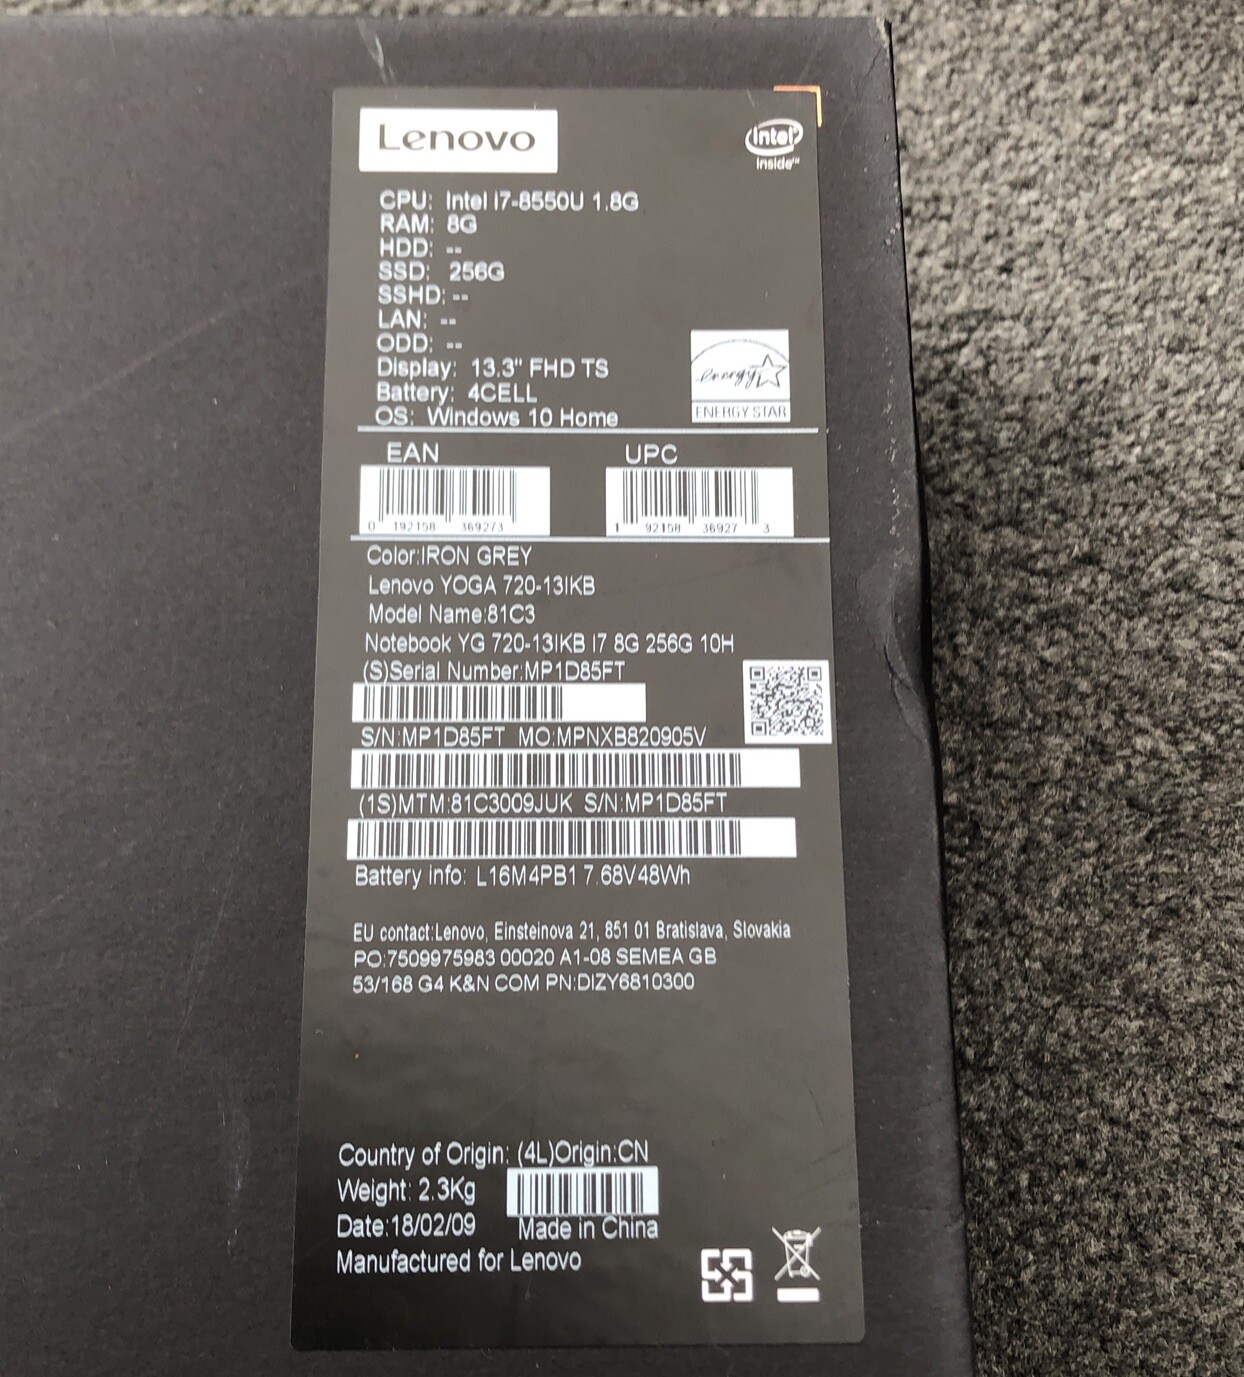 Lenovo
intel
inside™
CPU: Intel I7-8550U 1.8G
RAM: 8G
HDD: --
SSD: 256G
SSHD: --
LAN: --
ODD: --
Display: 13.3" FHD TS
Battery: 4CELL
OS: Windows 10 Home
energy
ENERGY STAR
EAN UPC
0 192158 369273 1 92158 36927 3
Color:IRON GREY
Lenovo YOGA 720-13IKB
Model Name:81C3
Notebook YG 720-13IKB I7 8G 256G 10H
(S)Serial Number:MP1D85FT
S/N:MP1D85FT MO:MPNXB820905V
(1S)MTM:81C3009JUK S/N:MP1D85FT
Battery info: L16M4PB1 7.68V48Wh
EU contact:Lenovo, Einsteinova 21, 851 01 Bratislava, Slovakia
PO:7509975983 00020 A1-08 SEMEA GB
53/168 G4 K&N COM PN:DIZY6810300
Country of Origin: (4L)Origin:CN
Weight: 2.3Kg
Date:18/02/09 Made in China
Manufactured for Lenovo